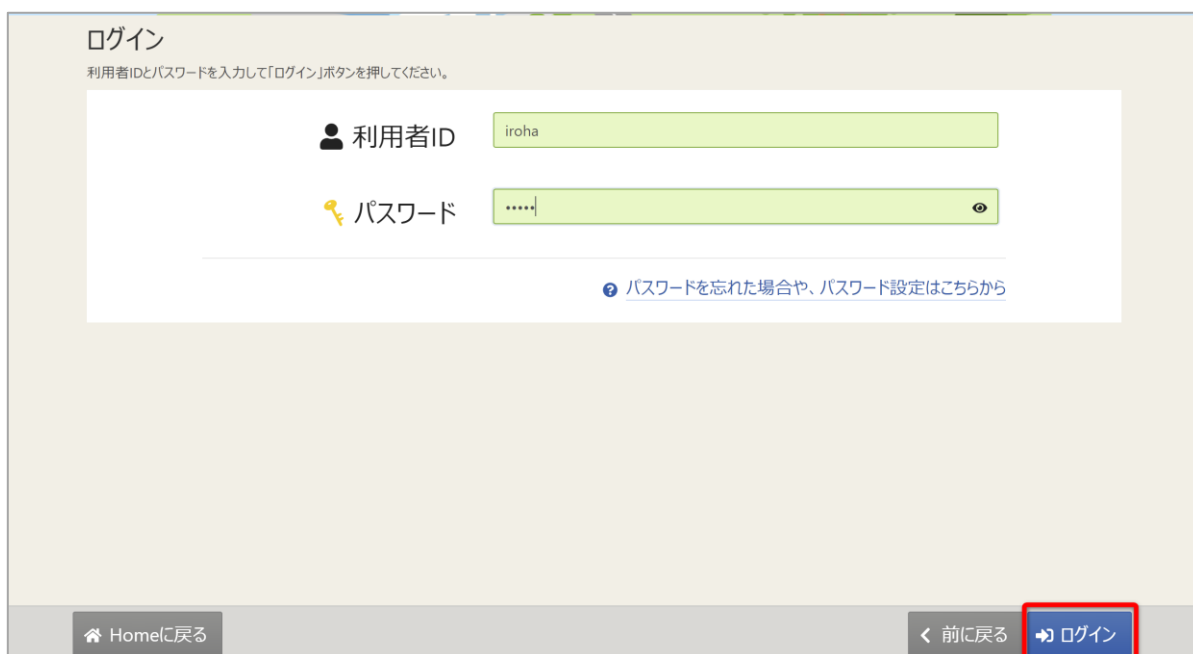 ログイン
利用者IDとパスワードを入力して「ログイン」ボタンを押してください。
利用者ID
iroha
パスワード
•••••
パスワードを忘れた場合や、パスワード設定はこちらから
Homeに戻る
前に戻る
ログイン